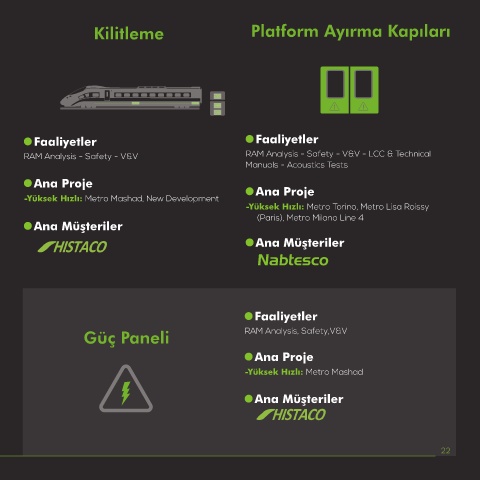 Kilitleme
Faaliyetler
RAM Analysis - Safety - V&V
Ana Proje
-Yüksek Hızlı: Metro Mashad, New Development
Ana Müşteriler
HISTACO
Platform Ayırma Kapıları
Faaliyetler
RAM Analysis - Safety - V&V - LCC & Technical
Manuals - Acoustics Tests
Ana Proje
-Yüksek Hızlı: Metro Torino, Metro Lisa Roissy
(Paris), Metro Milano Line 4
Ana Müşteriler
Nabtesco
Güç Paneli
Faaliyetler
RAM Analysis, Safety,V&V
Ana Proje
-Yüksek Hızlı: Metro Mashad
Ana Müşteriler
HISTACO
22